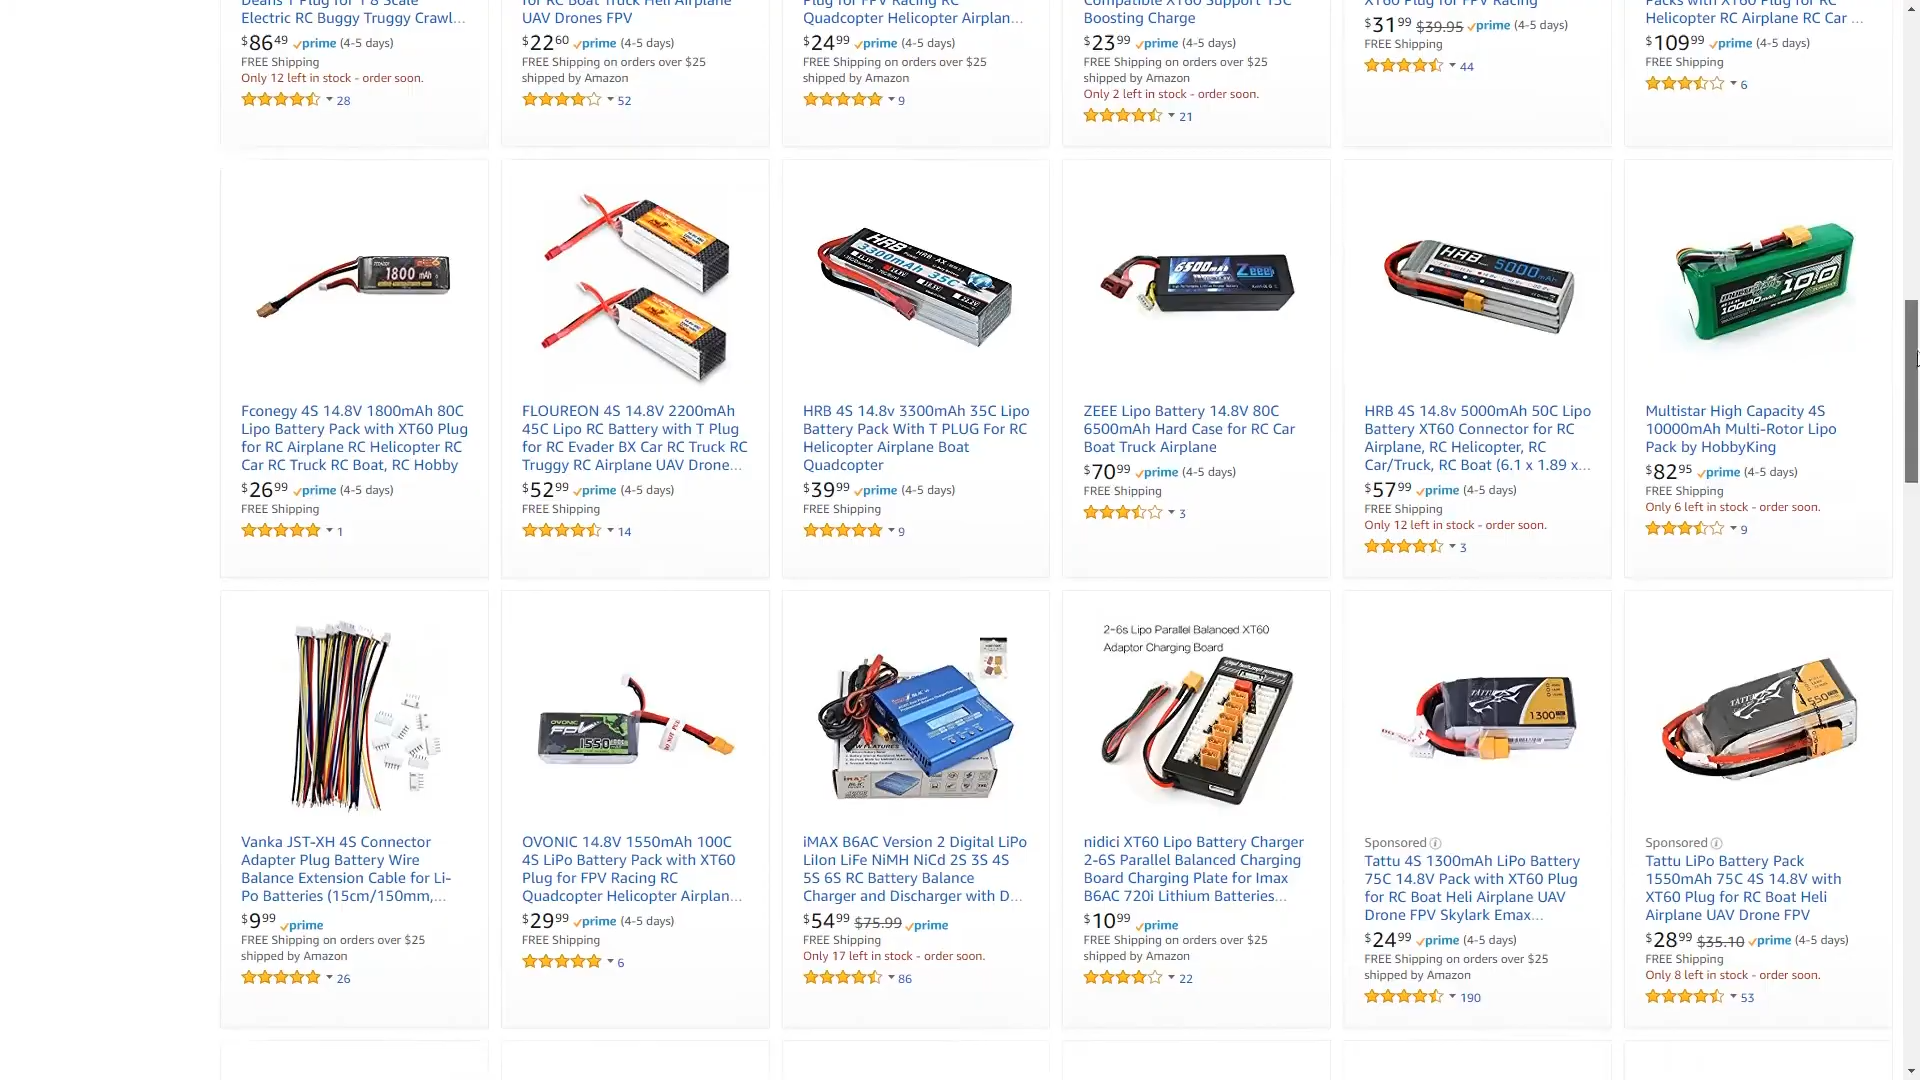 Electric RC Buggy Truggy Crawl...
$86.49 prime (4-5 days)
FREE Shipping
Only 12 left in stock - order soon.
28
for RC Boat Truck Heli Airplane
UAV Drones FPV
$22.60 prime (4-5 days)
FREE Shipping on orders over $25
shipped by Amazon
52
Plug for FPV Racing RC
Quadcopter Helicopter Airplan...
$24.99 prime (4-5 days)
FREE Shipping on orders over $25
shipped by Amazon
9
Compatible XT60 Support 15C
Boosting Charge
$23.99 prime (4-5 days)
FREE Shipping on orders over $25
shipped by Amazon
Only 2 left in stock - order soon.
21
XT60 Plug for FPV Racing
$31.99 $39.95 prime (4-5 days)
FREE Shipping
44
Packs with XT60 Plug for RC
Helicopter RC Airplane RC Car ...
$109.99 prime (4-5 days)
FREE Shipping
6
1800 mAh
Fconegy 4S 14.8V 1800mAh 80C
Lipo Battery Pack with XT60 Plug
for RC Airplane RC Helicopter RC
Car RC Truck RC Boat, RC Hobby
$26.99 prime (4-5 days)
FREE Shipping
1
FLOUREON 4S 14.8V 2200mAh
45C Lipo RC Battery with T Plug
for RC Evader BX Car RC Truck RC
Truggy RC Airplane UAV Drone...
$52.99 prime (4-5 days)
FREE Shipping
14
HRB
3300mAh 35C
HRB 4S 14.8v 3300mAh 35C Lipo
Battery Pack With T PLUG For RC
Helicopter Airplane Boat
Quadcopter
$39.99 prime (4-5 days)
FREE Shipping
9
6500mAh Zeee
ZEEE Lipo Battery 14.8V 80C
6500mAh Hard Case for RC Car
Boat Truck Airplane
$70.99 prime (4-5 days)
FREE Shipping
3
HRB 5000mAh
HRB 4S 14.8v 5000mAh 50C Lipo
Battery XT60 Connector for RC
Airplane, RC Helicopter, RC
Car/Truck, RC Boat (6.1 x 1.89 x...
$57.99 prime (4-5 days)
FREE Shipping
Only 12 left in stock - order soon.
3
10.0
10000mAh
Multistar High Capacity 4S
10000mAh Multi-Rotor Lipo
Pack by HobbyKing
$82.95 prime (4-5 days)
FREE Shipping
Only 6 left in stock - order soon.
9
Vanka JST-XH 4S Connector
Adapter Plug Battery Wire
Balance Extension Cable for Li-
Po Batteries (15cm/150mm,...
$9.99 prime
FREE Shipping on orders over $25
shipped by Amazon
26
OVONIC
FPV
1550
OVONIC 14.8V 1550mAh 100C
4S LiPo Battery Pack with XT60
Plug for FPV Racing RC
Quadcopter Helicopter Airplan...
$29.99 prime (4-5 days)
FREE Shipping
6
iMAX B6AC Version 2 Digital LiPo
LiIon LiFe NiMH NiCd 2S 3S 4S
5S 6S RC Battery Balance
Charger and Discharger with D...
$54.99 $75.99 prime
FREE Shipping
Only 17 left in stock - order soon.
86
2-6s Lipo Parallel Balanced XT60
Adaptor Charging Board
nidici XT60 Lipo Battery Charger
2-6S Parallel Balanced Charging
Board Charging Plate for Imax
B6AC 720i Lithium Batteries...
$10.99 prime
FREE Shipping on orders over $25
shipped by Amazon
22
TATTU
1300
Sponsored
Tattu 4S 1300mAh LiPo Battery
75C 14.8V Pack with XT60 Plug
for RC Boat Heli Airplane UAV
Drone FPV Skylark Emax...
$24.99 prime (4-5 days)
FREE Shipping on orders over $25
shipped by Amazon
190
TATTU
Sponsored
Tattu LiPo Battery Pack
1550mAh 75C 4S 14.8V with
XT60 Plug for RC Boat Heli
Airplane UAV Drone FPV
$28.99 $35.10 prime (4-5 days)
FREE Shipping
Only 8 left in stock - order soon.
53